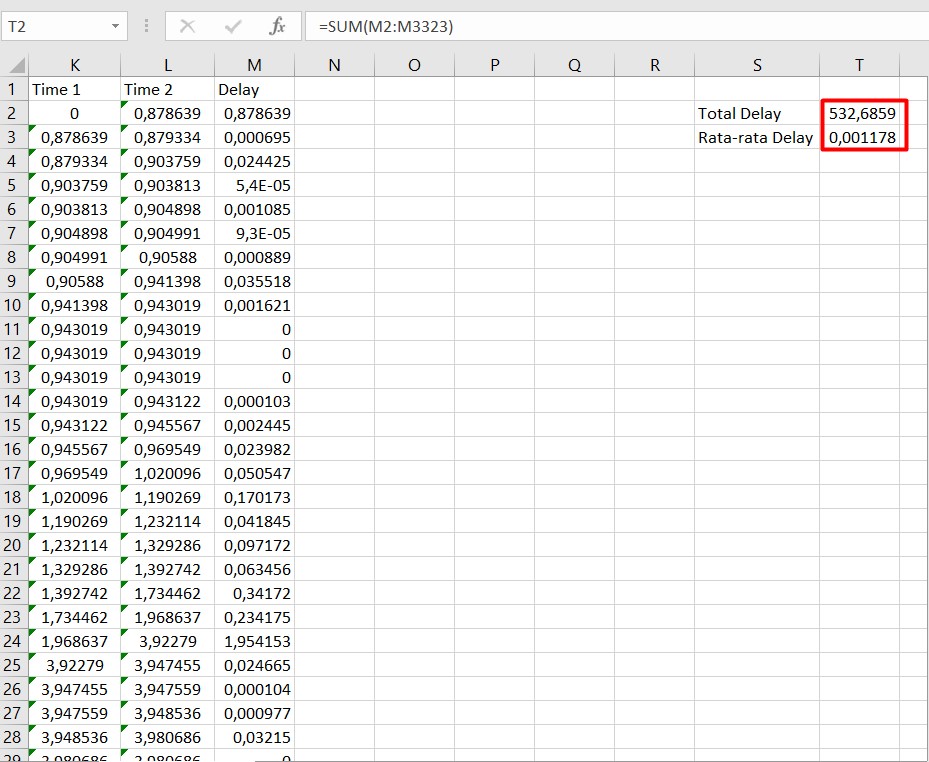 T2 fx =SUM(M2:M3323)
K L M N O P Q R S T
1 Time 1 Time 2 Delay
2 0 0,878639 0,878639 Total Delay 532,6859
3 0,878639 0,879334 0,000695 Rata-rata Delay 0,001178
4 0,879334 0,903759 0,024425
5 0,903759 0,903813 5,4E-05
6 0,903813 0,904898 0,001085
7 0,904898 0,904991 9,3E-05
8 0,904991 0,90588 0,000889
9 0,90588 0,941398 0,035518
10 0,941398 0,943019 0,001621
11 0,943019 0,943019 0
12 0,943019 0,943019 0
13 0,943019 0,943019 0
14 0,943019 0,943122 0,000103
15 0,943122 0,945567 0,002445
16 0,945567 0,969549 0,023982
17 0,969549 1,020096 0,050547
18 1,020096 1,190269 0,170173
19 1,190269 1,232114 0,041845
20 1,232114 1,329286 0,097172
21 1,329286 1,392742 0,063456
22 1,392742 1,734462 0,34172
23 1,734462 1,968637 0,234175
24 1,968637 3,92279 1,954153
25 3,92279 3,947455 0,024665
26 3,947455 3,947559 0,000104
27 3,947559 3,948536 0,000977
28 3,948536 3,980686 0,03215
29 3,980686 3,980686 0